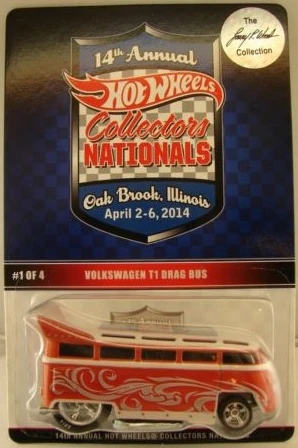 The
Collection
14th Annual
HOT WHEELS
Collectors
NATIONALS
Oak Brook, Illinois
April 2-6, 2014
#1 OF 4
VOLKSWAGEN T1 DRAG BUS
14TH ANNUAL HOT WHEELS® COLLECTORS